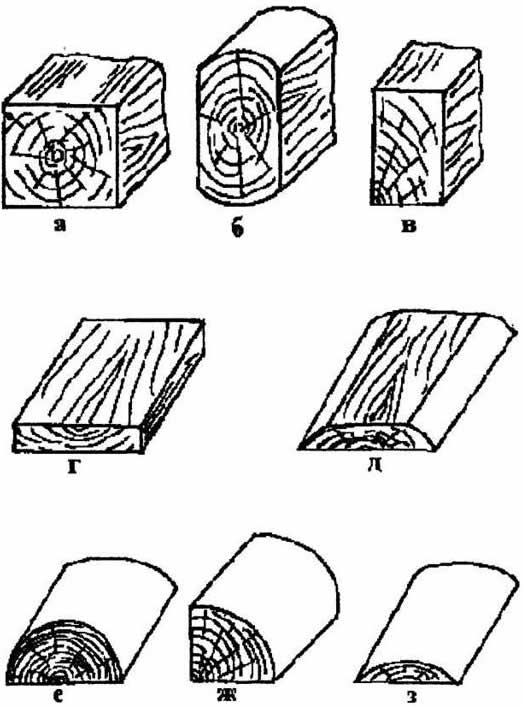 а б в
г д
е ж з